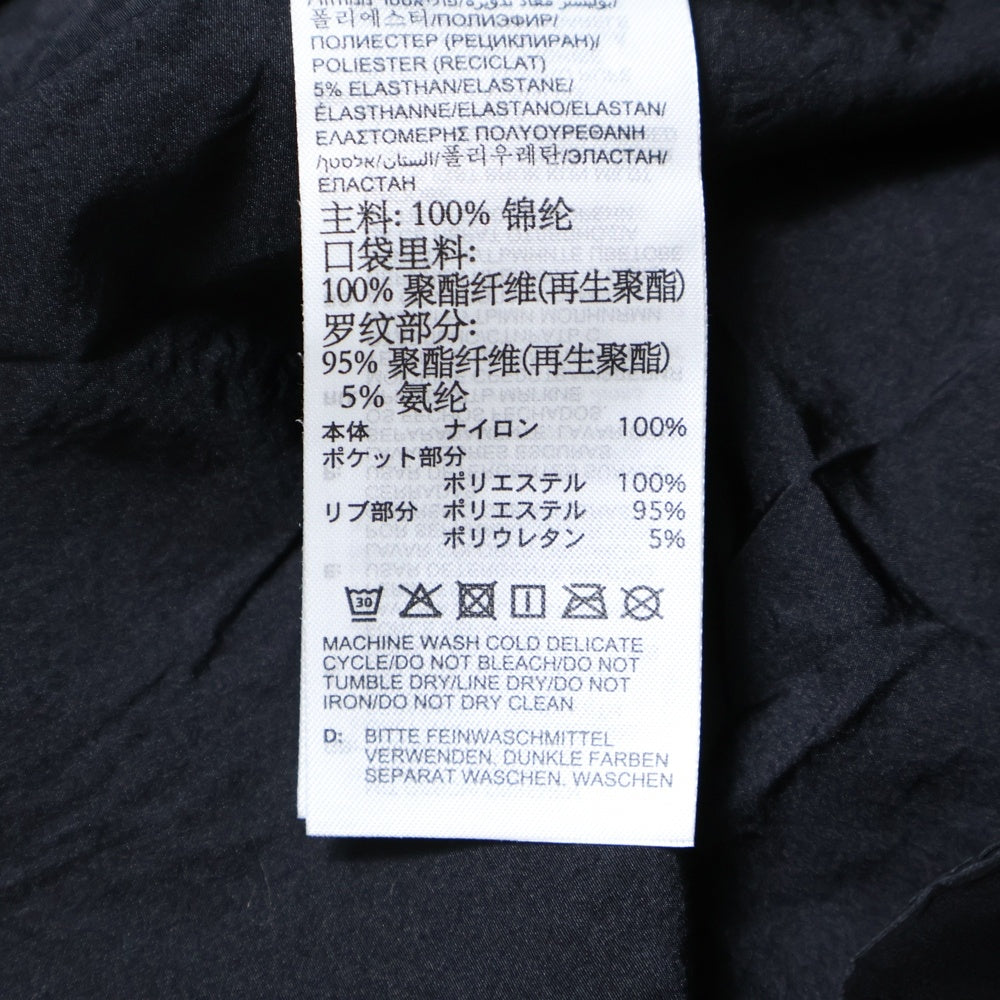 폴리에스터/ПОЛИЭФИР/
ПОЛИЕСТЕР (РЕЦИКЛИРАН)/
POLIESTER (RECICLAT)
5% ELASTHAN/ELASTANE/
ÉLASTHANNE/ELASTANO/ELASTAN/
ΕΛΑΣΤΟΜΕΡΗΣ ΠΟΛΥΟΥΡΕΘΑΝΗ
/אלסטן/الستان/폴리우레탄/ЭЛАСТАН/
ЕЛАСТАН
主料: 100% 锦纶
口袋里料:
100% 聚酯纤维(再生聚酯)
罗纹部分:
95% 聚酯纤维(再生聚酯)
5% 氨纶
本体 ナイロン 100%
ポケット部分
ポリエステル 100%
リブ部分 ポリエステル 95%
ポリウレタン 5%
30
MACHINE WASH COLD DELICATE
CYCLE/DO NOT BLEACH/DO NOT
TUMBLE DRY/LINE DRY/DO NOT
IRON/DO NOT DRY CLEAN
D: BITTE FEINWASCHMITTEL
VERWENDEN. DUNKLE FARBEN
SEPARAT WASCHEN. WASCHEN